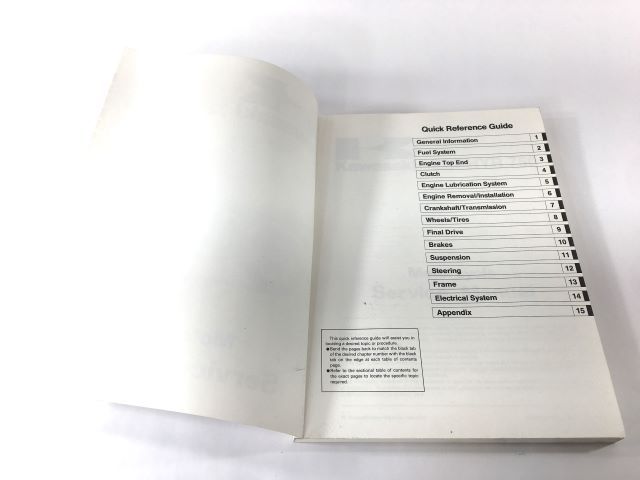 Quick Reference Guide
General Information 1
Fuel System 2
Engine Top End 3
Clutch 4
Engine Lubrication System 5
Engine Removal/Installation 6
Crankshaft/Transmission 7
Wheels/Tires 8
Final Drive 9
Brakes 10
Suspension 11
Steering 12
Frame 13
Electrical System 14
Appendix 15
This quick reference guide will assist you in
locating a desired topic or procedure.
●Bend the pages back to match the black tab
of the desired chapter number with the black
tab on the edge at each table of contents
page.
●Refer to the sectional table of contents for
the exact pages to locate the specific topic
required.